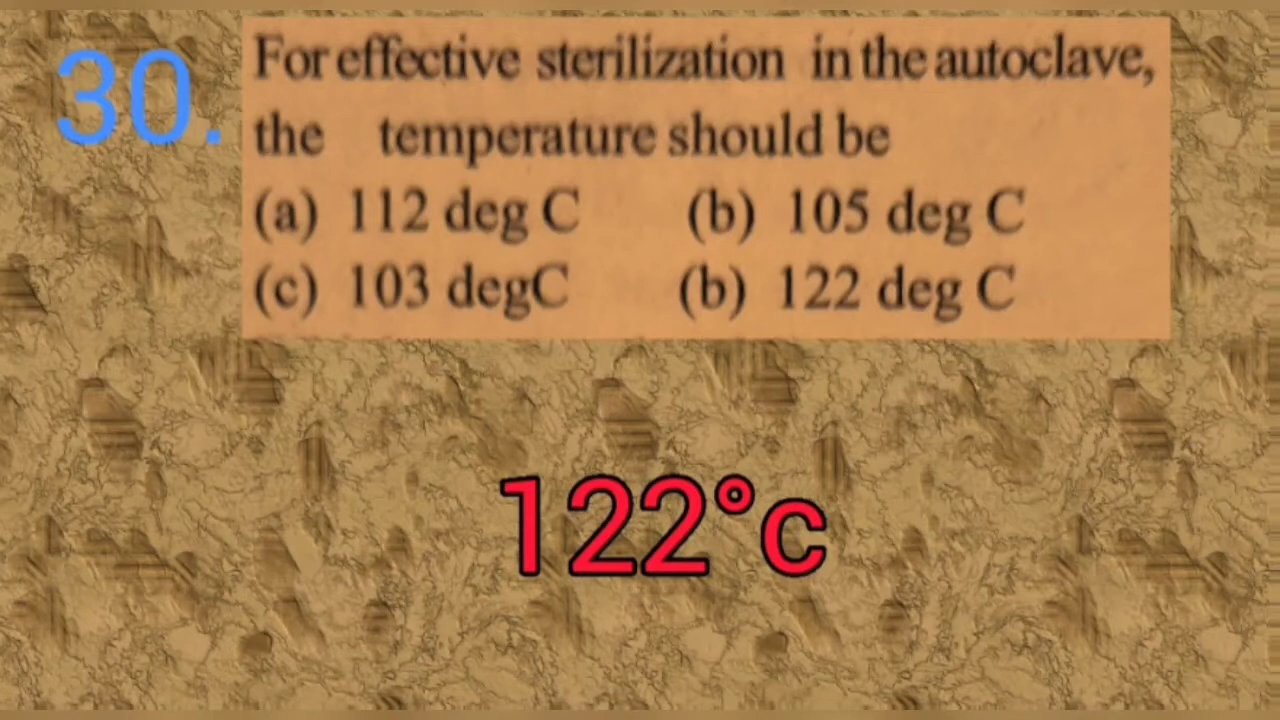 30.
For effective sterilization in the autoclave,
the temperature should be
(a) 112 deg C (b) 105 deg C
(c) 103 degC (b) 122 deg C
122°c